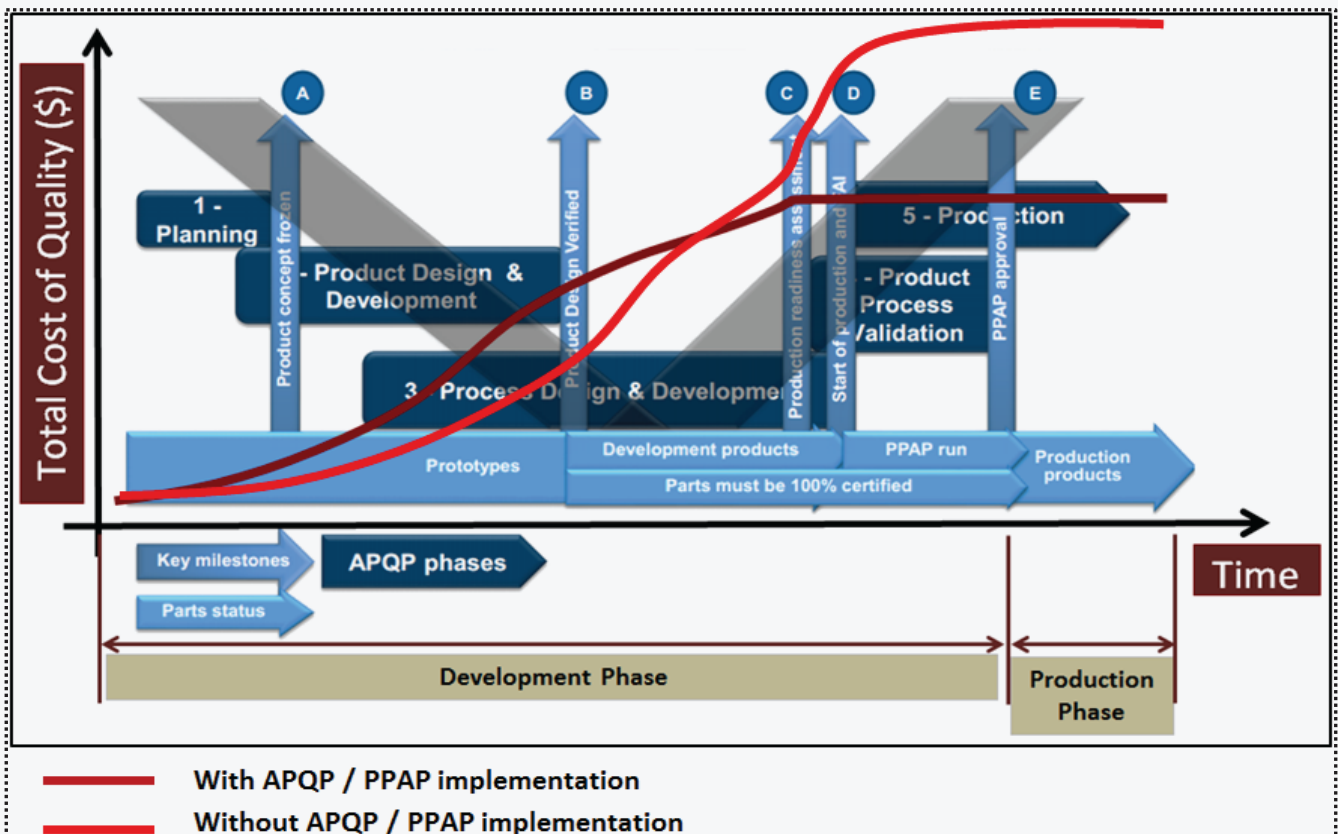 Total Cost of Quality ($)
A
B
C
D
E
1 -
Planning
- Product Design &
Development
3 - Process Design & Development
- Product
Process
Validation
5 - Production
Product concept frozen
Product Design Verified
Production readiness assessment
Start of production and FAI
PPAP approval
Prototypes
Development products
PPAP run
Parts must be 100% certified
Production
products
Key milestones
Parts status
APQP phases
Time
Development Phase
Production
Phase
With APQP / PPAP implementation
Without APQP / PPAP implementation